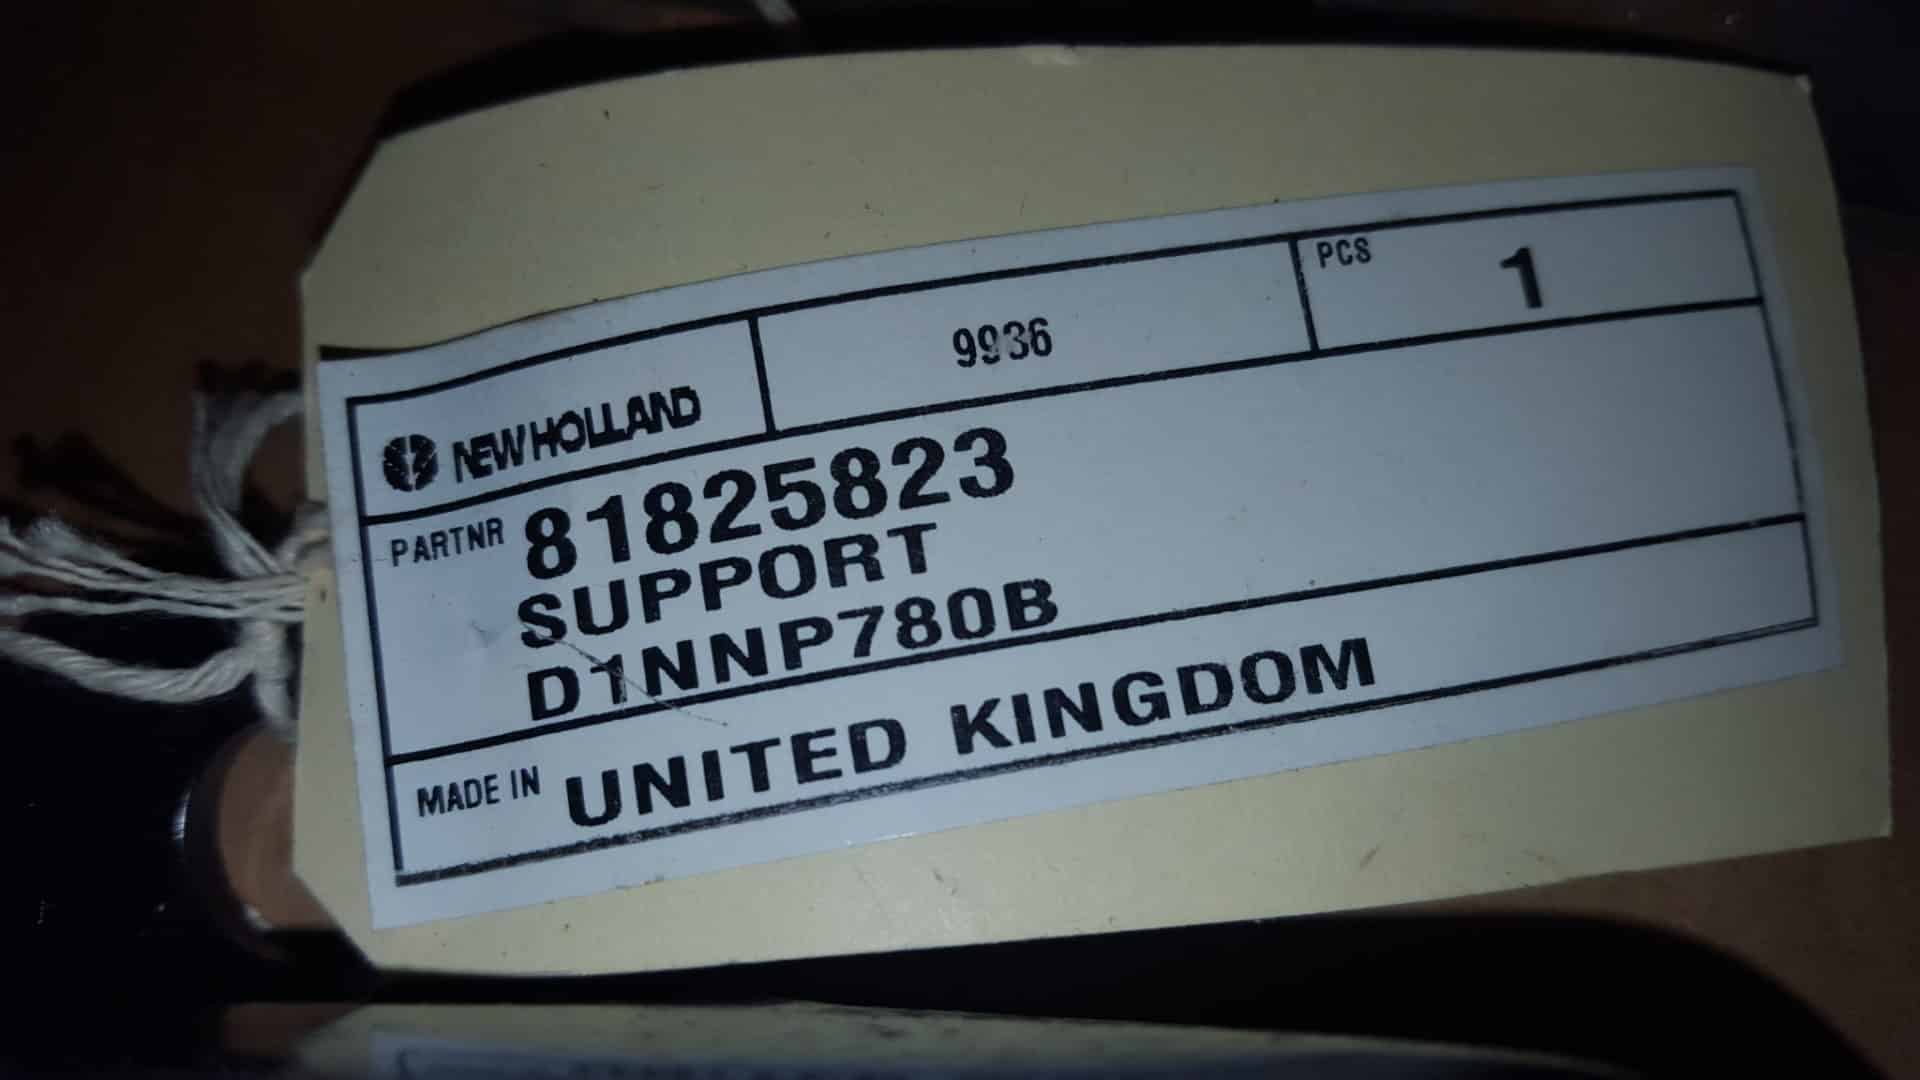 NEW HOLLAND
9936
PCS 1
PARTNR 81825823
SUPPORT
D1NNP780B
MADE IN UNITED KINGDOM